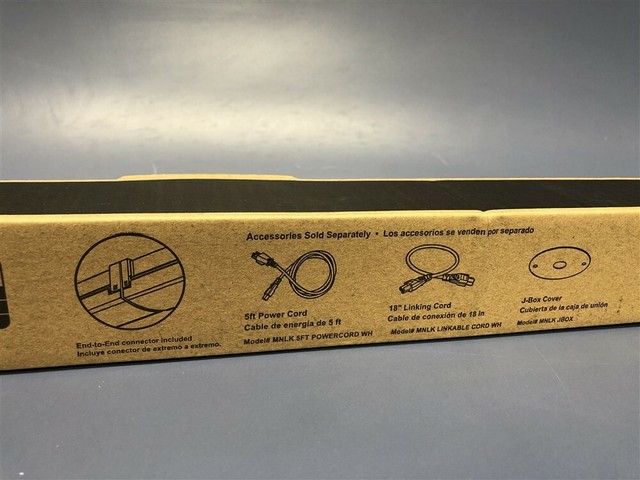 Accessories Sold Separately • Los accesorios se venden por separado
End-to-End connector included
Incluye conector de extremo a extremo.
5ft Power Cord
Cable de energia de 5 ft
Model# MNLK 5FT POWERCORD WH
18" Linking Cord
Cable de conexión de 18 in
Model# MNLK LINKABLE CORD WH
J-Box Cover
Cubierta de la caja de unión
Model# MNLK JBOX